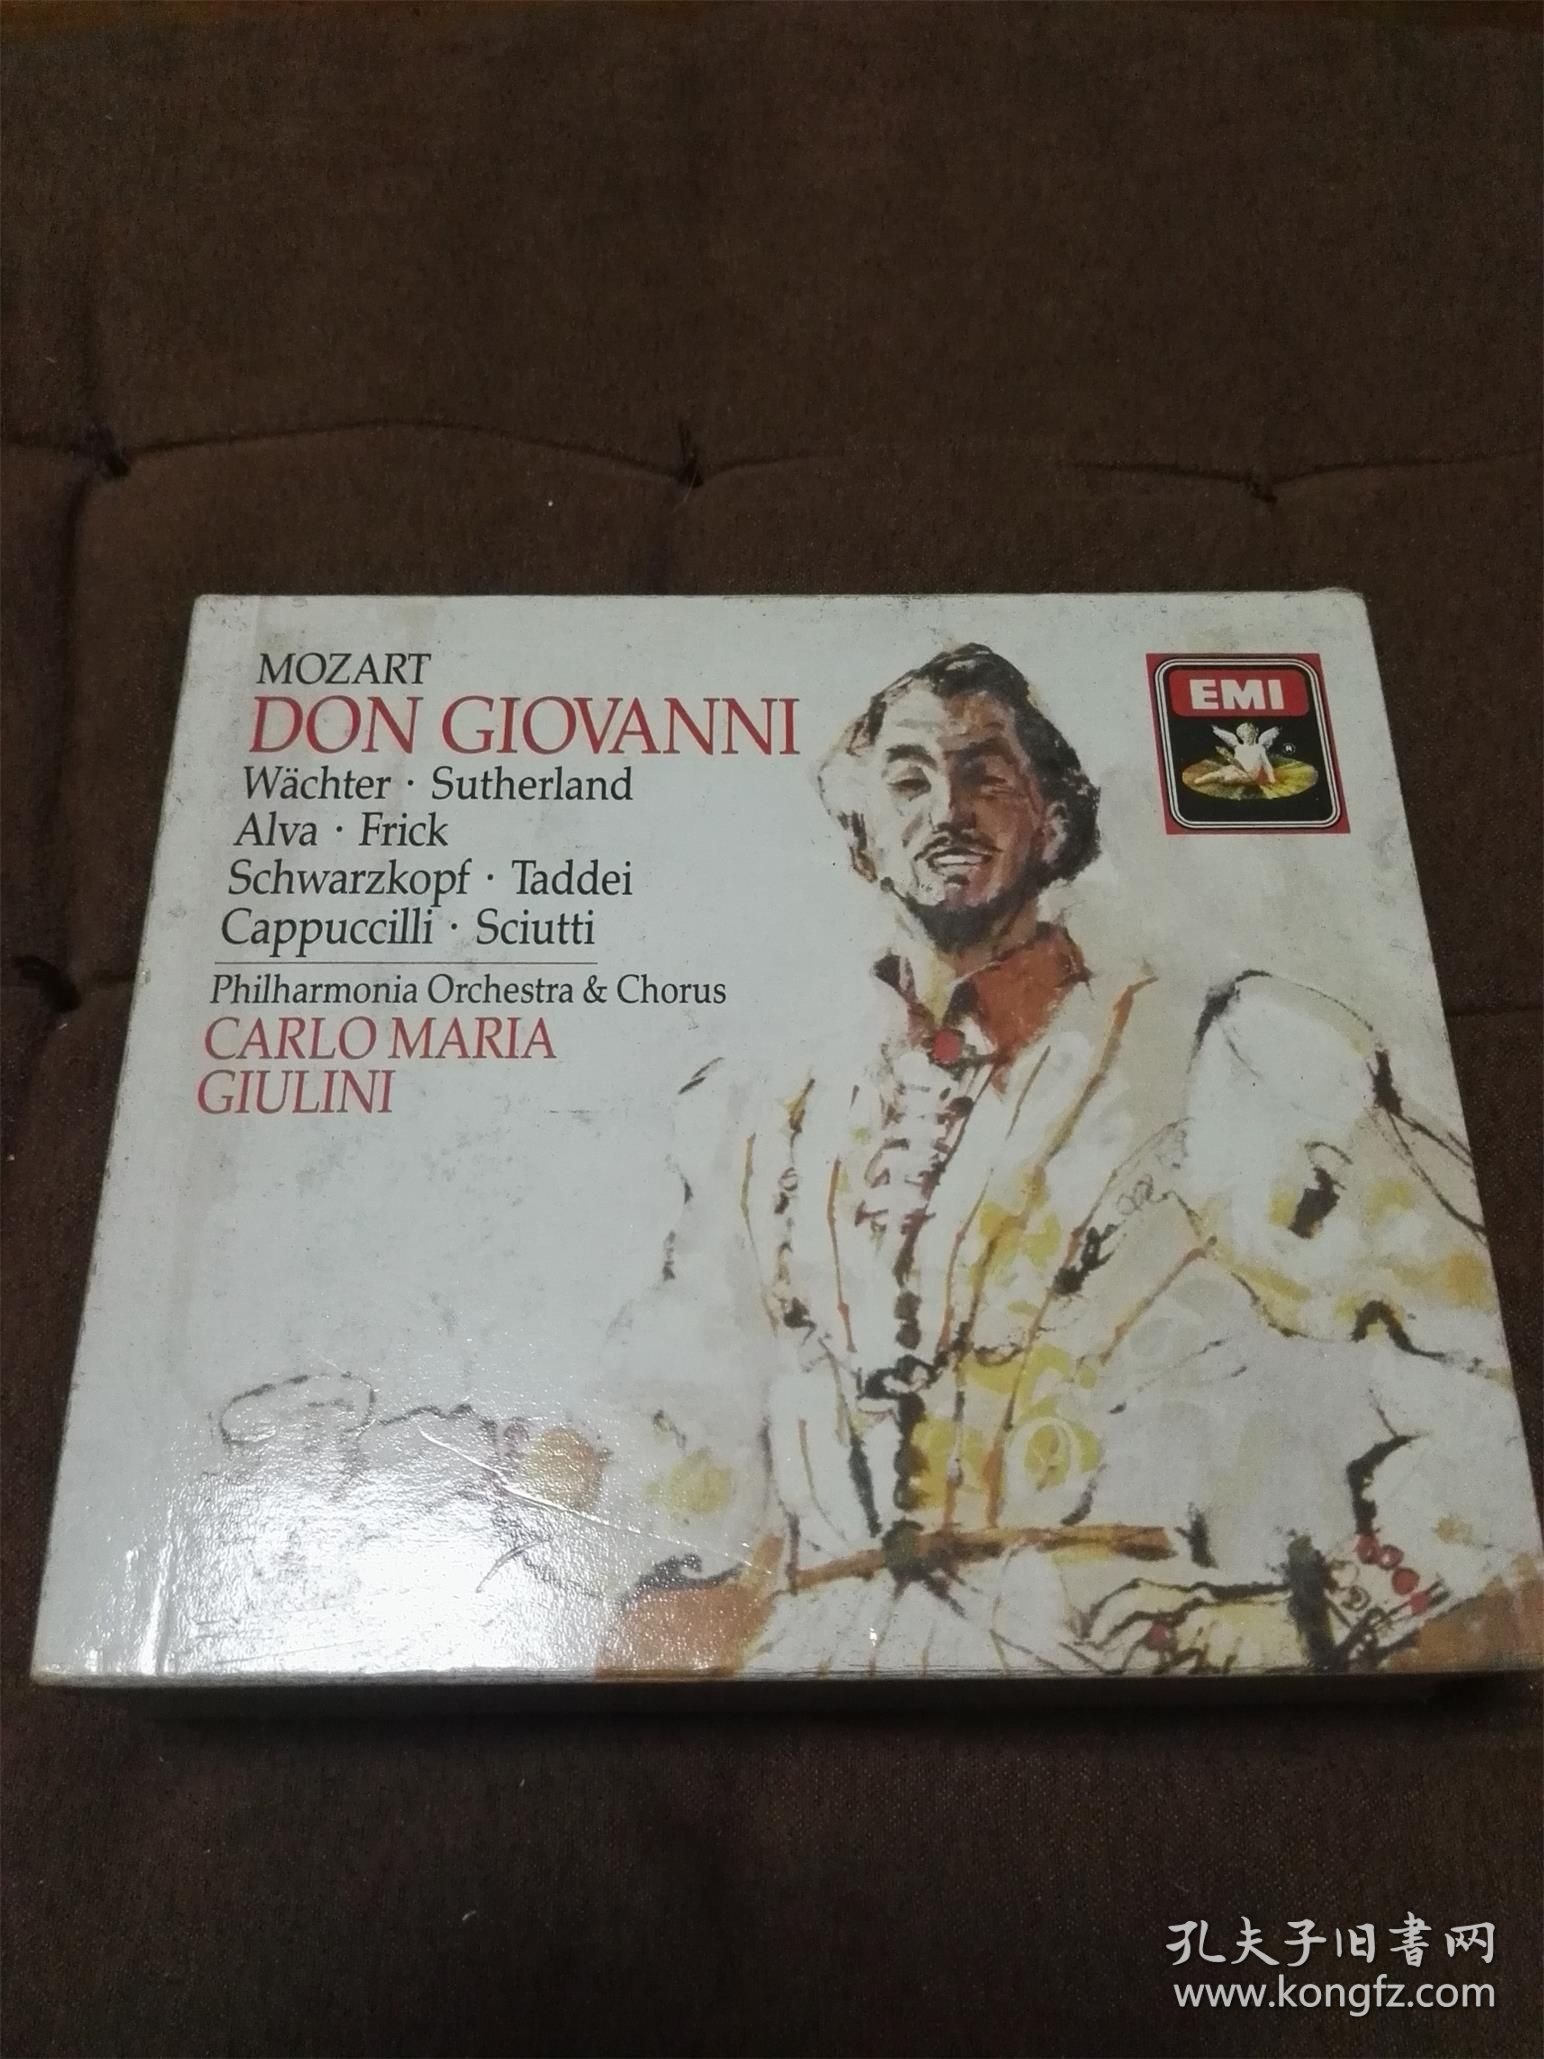 MOZART
DON GIOVANNI
Wächter · Sutherland
Alva · Frick
Schwarzkopf · Taddei
Cappuccilli · Sciutti
Philharmonia Orchestra & Chorus
CARLO MARIA
GIULINI
EMI
®
孔夫子旧书网
www.kongfz.com